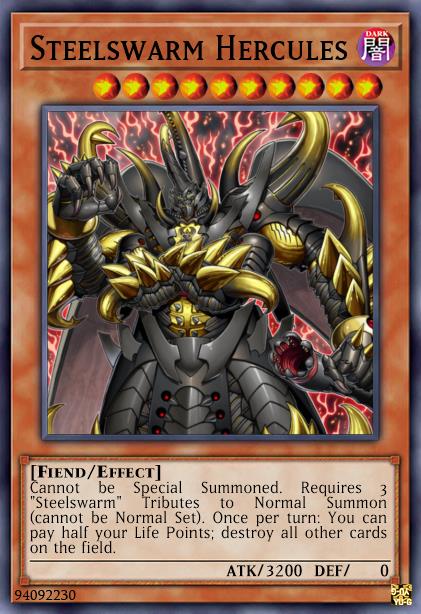 STEELSWARM HERCULES
DARK
闇
[FIEND/EFFECT]
Cannot be Special Summoned. Requires 3
"Steelswarm" Tributes to Normal Summon
(cannot be Normal Set). Once per turn: You can
pay half your Life Points; destroy all other cards
on the field.
ATK/3200 DEF/ 0
94092230